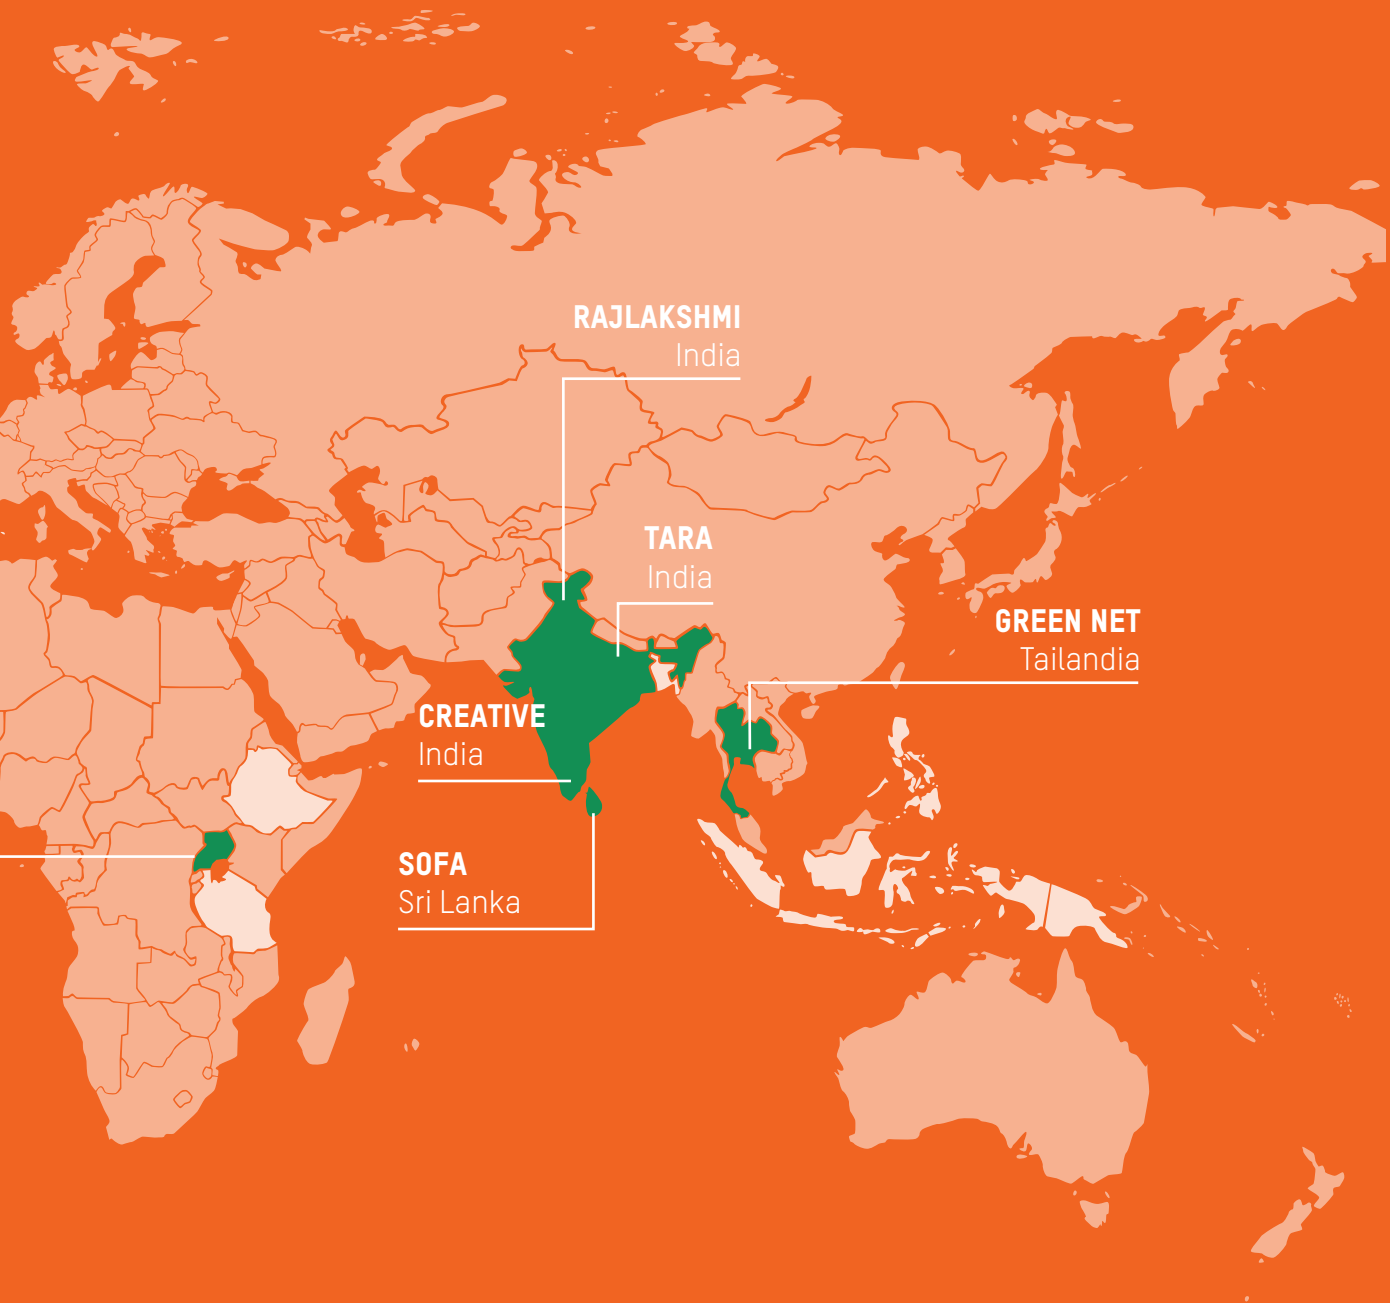 RAJLAKSHMI
India
TARA
India
GREEN NET
Tailandia
CREATIVE
India
SOFA
Sri Lanka